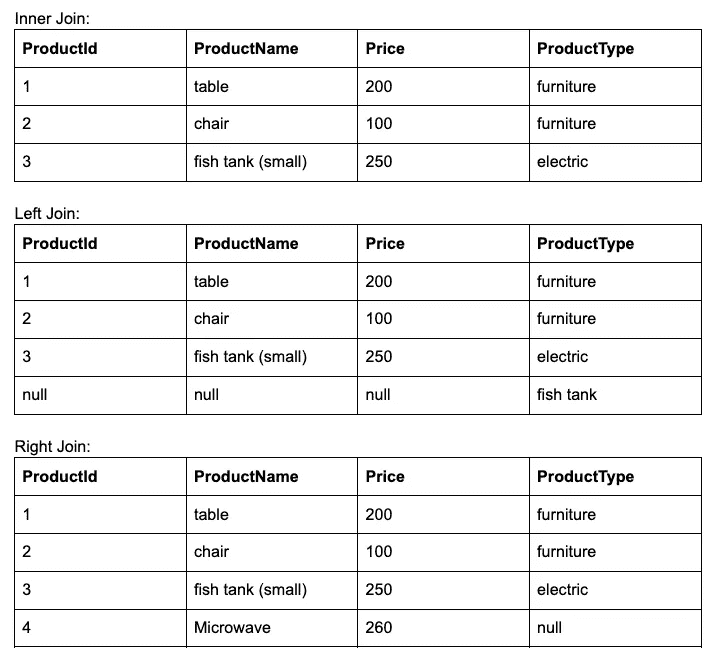 Inner Join:
ProductId ProductName Price ProductType
1 table 200 furniture
2 chair 100 furniture
3 fish tank (small) 250 electric
Left Join:
ProductId ProductName Price ProductType
1 table 200 furniture
2 chair 100 furniture
3 fish tank (small) 250 electric
null null null fish tank
Right Join:
ProductId ProductName Price ProductType
1 table 200 furniture
2 chair 100 furniture
3 fish tank (small) 250 electric
4 Microwave 260 null